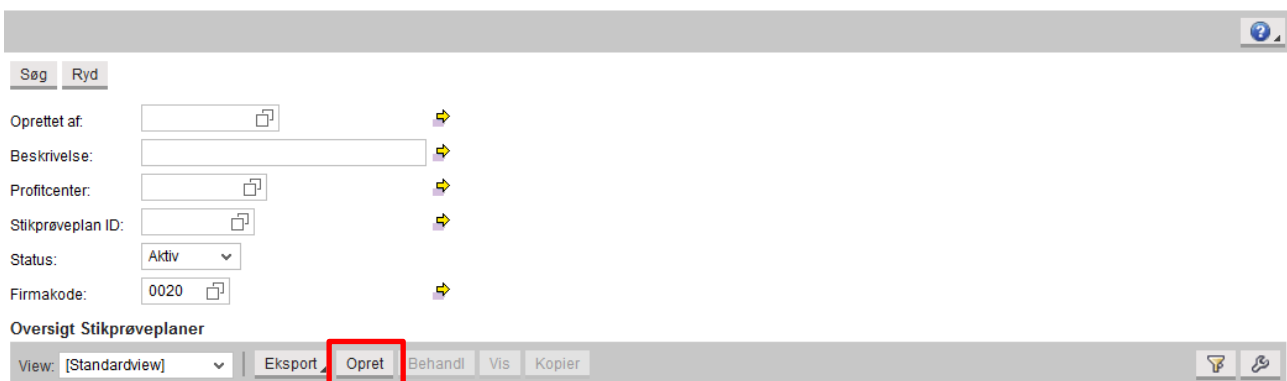 Søg Ryd
Oprettet af:
Beskrivelse:
Profitcenter:
Stikprøveplan ID:
Status: Aktiv
Firmakode: 0020
Oversigt Stikprøveplaner
View: [Standardview] Eksport Opret Behandl Vis Kopier